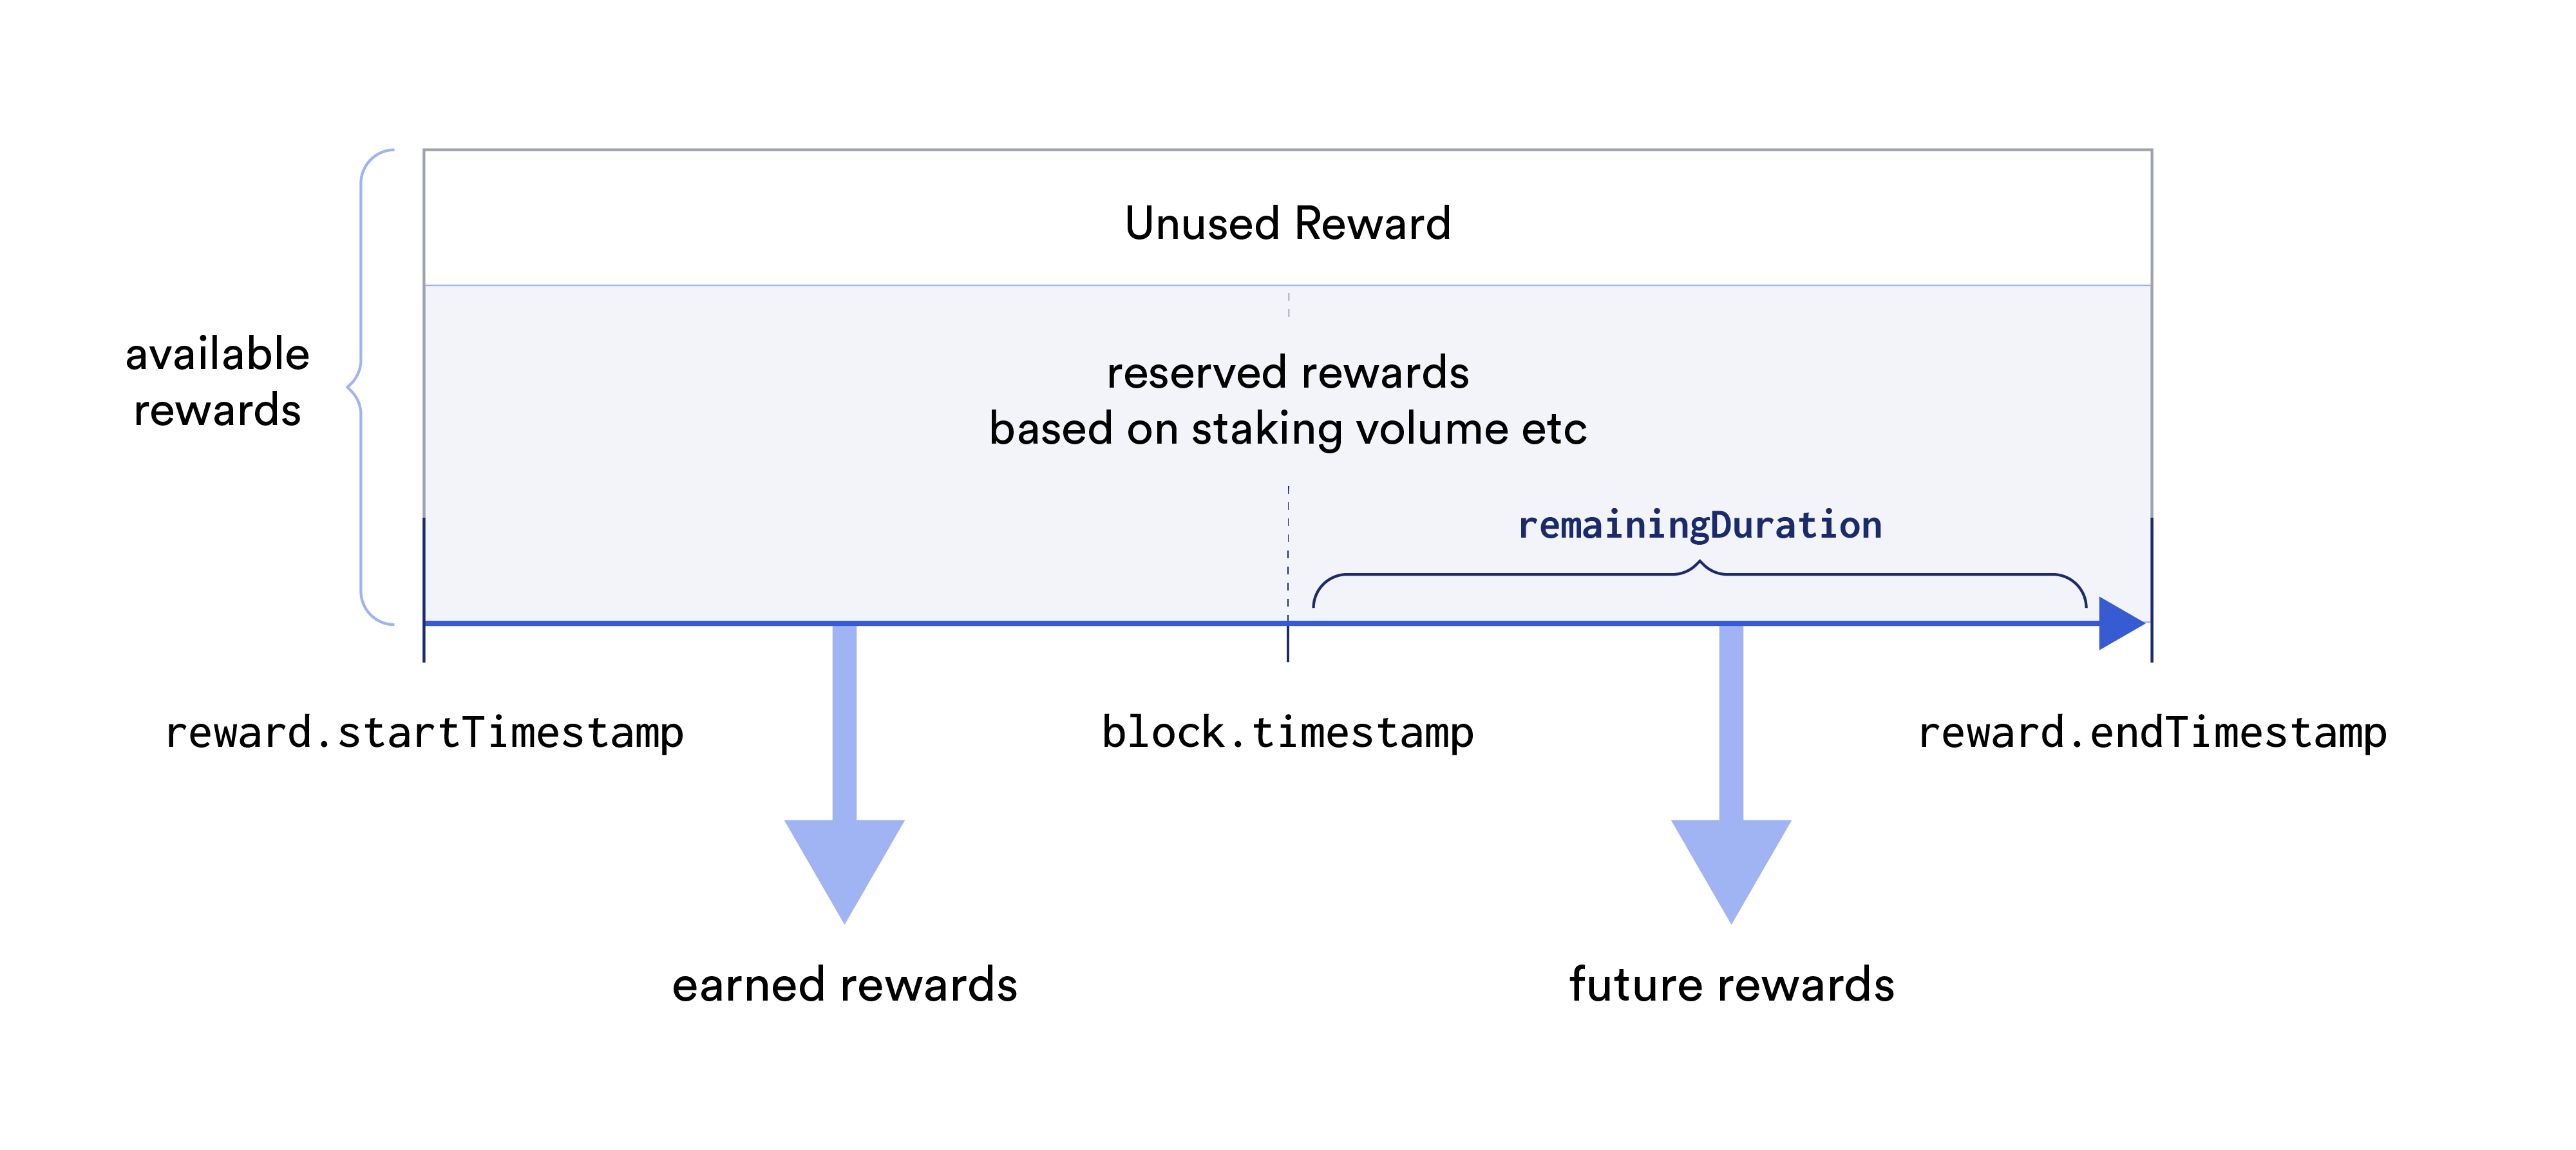 Unused Reward
available
rewards
reserved rewards
based on staking volume etc
remainingDuration
reward.startTimestamp
block.timestamp
reward.endTimestamp
earned rewards
future rewards